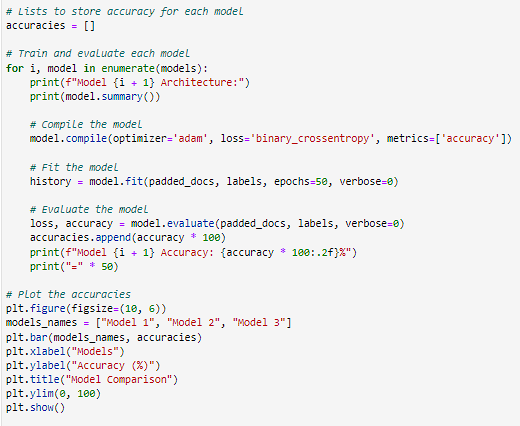 # Lists to store accuracy for each model
accuracies = []
# Train and evaluate each model
for i, model in enumerate(models):
    print(f"Model {i + 1} Architecture:")
    print(model.summary())
    # Compile the model
    model.compile(optimizer='adam', loss='binary_crossentropy', metrics=['accuracy'])
    # Fit the model
    history = model.fit(padded_docs, labels, epochs=50, verbose=0)
    # Evaluate the model
    loss, accuracy = model.evaluate(padded_docs, labels, verbose=0)
    accuracies.append(accuracy * 100)
    print(f"Model {i + 1} Accuracy: {accuracy * 100:.2f}%")
    print("=" * 50)
# Plot the accuracies
plt.figure(figsize=(10, 6))
models_names = ["Model 1", "Model 2", "Model 3"]
plt.bar(models_names, accuracies)
plt.xlabel("Models")
plt.ylabel("Accuracy (%)")
plt.title("Model Comparison")
plt.ylim(0, 100)
plt.show()